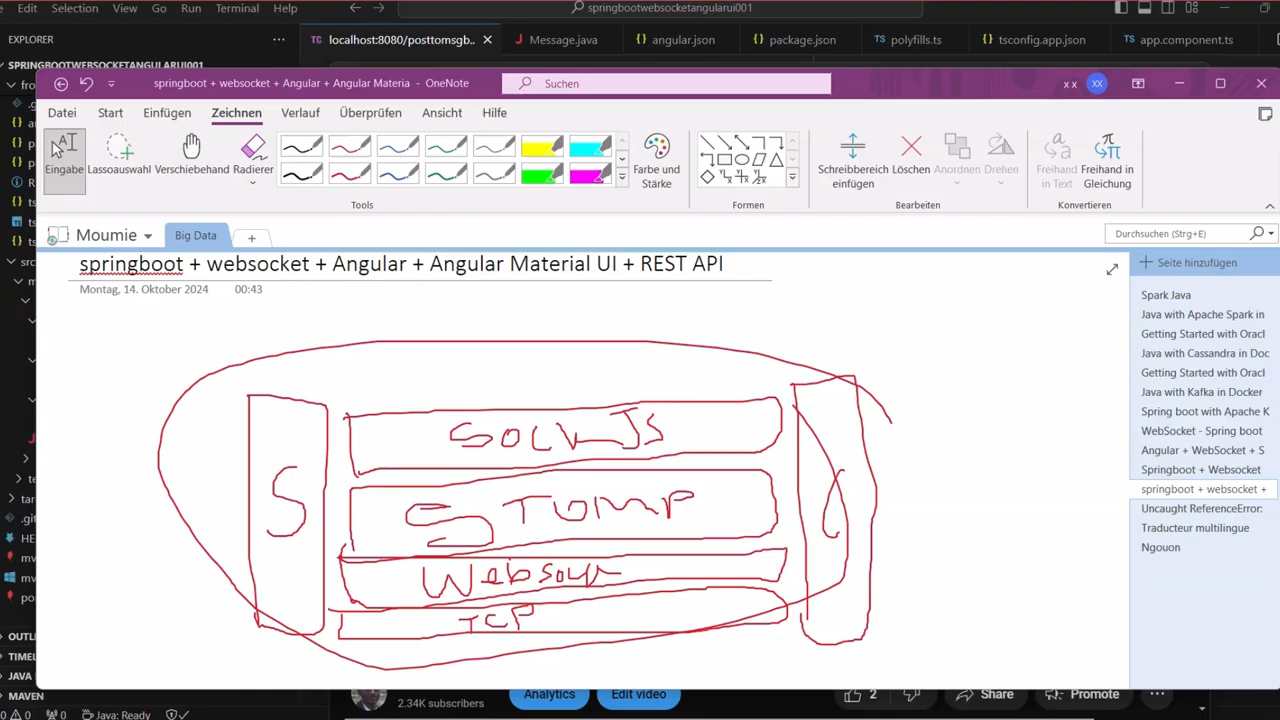 Edit Selection View Go Run Terminal Help springbootwebsocketangularui001
EXPLORER localhost:8080/posttomsgb.. Message.java angular.json package.json polyfills.ts tsconfig.app.json app.component.ts
SPRINGBOOTWEBSOCKETANGULARUI001
springboot + websocket + Angular + Angular Materia - OneNote
Suchen
x x XX
Datei Start Einfügen Zeichnen Verlauf Überprüfen Ansicht Hilfe
Eingabe Lassoauswahl Verschiebehand Radierer
Farbe und Stärke
Schreibbereich einfügen Löschen Anordnen Drehen
Freihand in Text Freihand in Gleichung
Tools Formen Bearbeiten Konvertieren
Moumie Big Data +
Durchsuchen (Strg+E)
springboot + websocket + Angular + Angular Material UI + REST API
Montag, 14. Oktober 2024 00:43
Seite hinzufügen
Spark Java
Java with Apache Spark in
Getting Started with Oracl
Java with Cassandra in Doc
Getting Started with Oracl
Java with Kafka in Docker
Spring boot with Apache K
WebSocket - Spring boot
Angular + WebSocket + S
Springboot + Websocket
springboot + websocket +
Uncaught ReferenceError:
Traducteur multilingue
Ngouon
S
STOMP
TCP
C
OUTL
TIMEL
JAVA
MAVEN
0 0 0 Java: Ready
2.34K subscribers
Analytics Edit video
2 Share Promote